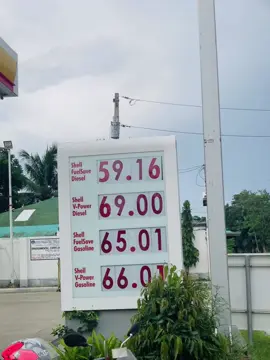 Shell
FuelSave
Diesel
59.16
Shell
V-Power
Diesel
69.00
Shell
FuelSave
Gasoline
65.01
Shell
V-Power
Gasoline
66.01